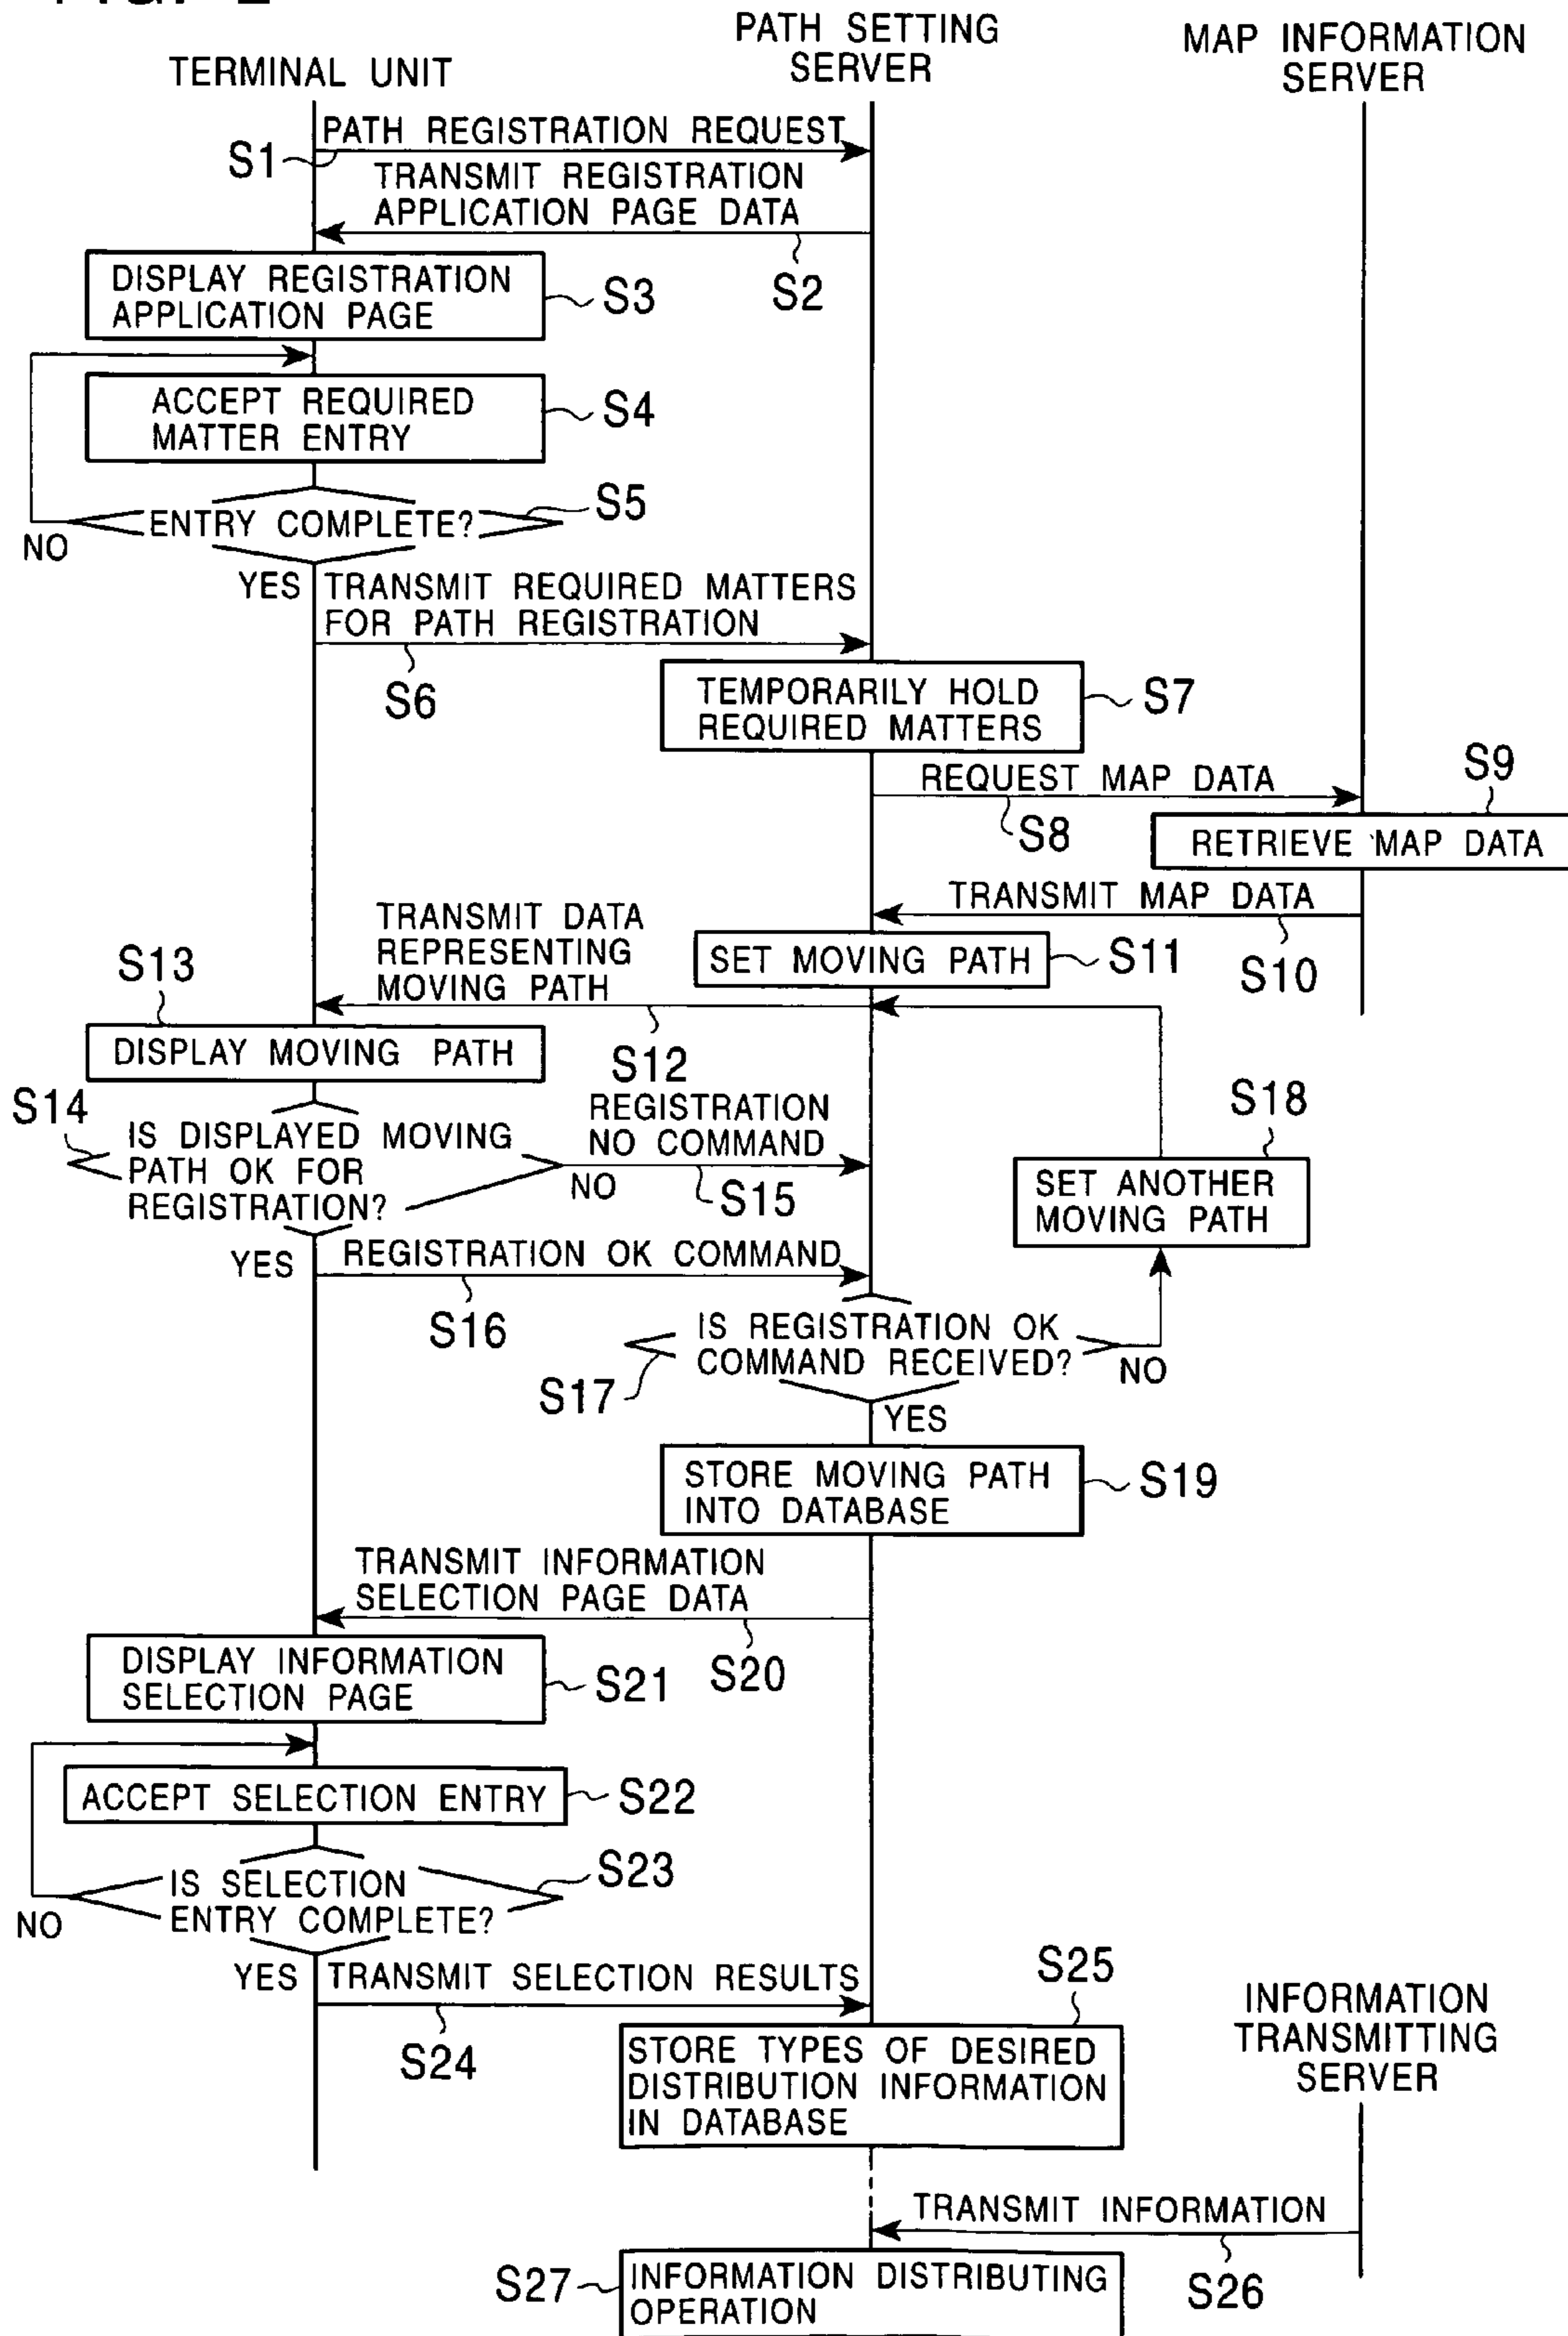 TERMINAL UNIT
PATH SETTING
SERVER
MAP INFORMATION
SERVER
PATH REGISTRATION REQUEST
S1
TRANSMIT REGISTRATION
APPLICATION PAGE DATA
S2
DISPLAY REGISTRATION
APPLICATION PAGE
S3
ACCEPT REQUIRED
MATTER ENTRY
S4
ENTRY COMPLETE?
S5
NO
YES
TRANSMIT REQUIRED MATTERS
FOR PATH REGISTRATION
S6
TEMPORARILY HOLD
REQUIRED MATTERS
S7
REQUEST MAP DATA
S8
S9
RETRIEVE MAP DATA
TRANSMIT MAP DATA
S10
SET MOVING PATH
S11
TRANSMIT DATA
REPRESENTING
MOVING PATH
S12
S13
DISPLAY MOVING PATH
S14
IS DISPLAYED MOVING
PATH OK FOR
REGISTRATION?
REGISTRATION
NO COMMAND
NO
S15
S18
SET ANOTHER
MOVING PATH
YES
REGISTRATION OK COMMAND
S16
IS REGISTRATION OK
COMMAND RECEIVED?
S17
NO
YES
STORE MOVING PATH
INTO DATABASE
S19
TRANSMIT INFORMATION
SELECTION PAGE DATA
S20
DISPLAY INFORMATION
SELECTION PAGE
S21
ACCEPT SELECTION ENTRY
S22
IS SELECTION
ENTRY COMPLETE?
S23
NO
YES
TRANSMIT SELECTION RESULTS
S24
S25
STORE TYPES OF DESIRED
DISTRIBUTION INFORMATION
IN DATABASE
INFORMATION
TRANSMITTING
SERVER
TRANSMIT INFORMATION
S26
S27
INFORMATION DISTRIBUTING
OPERATION